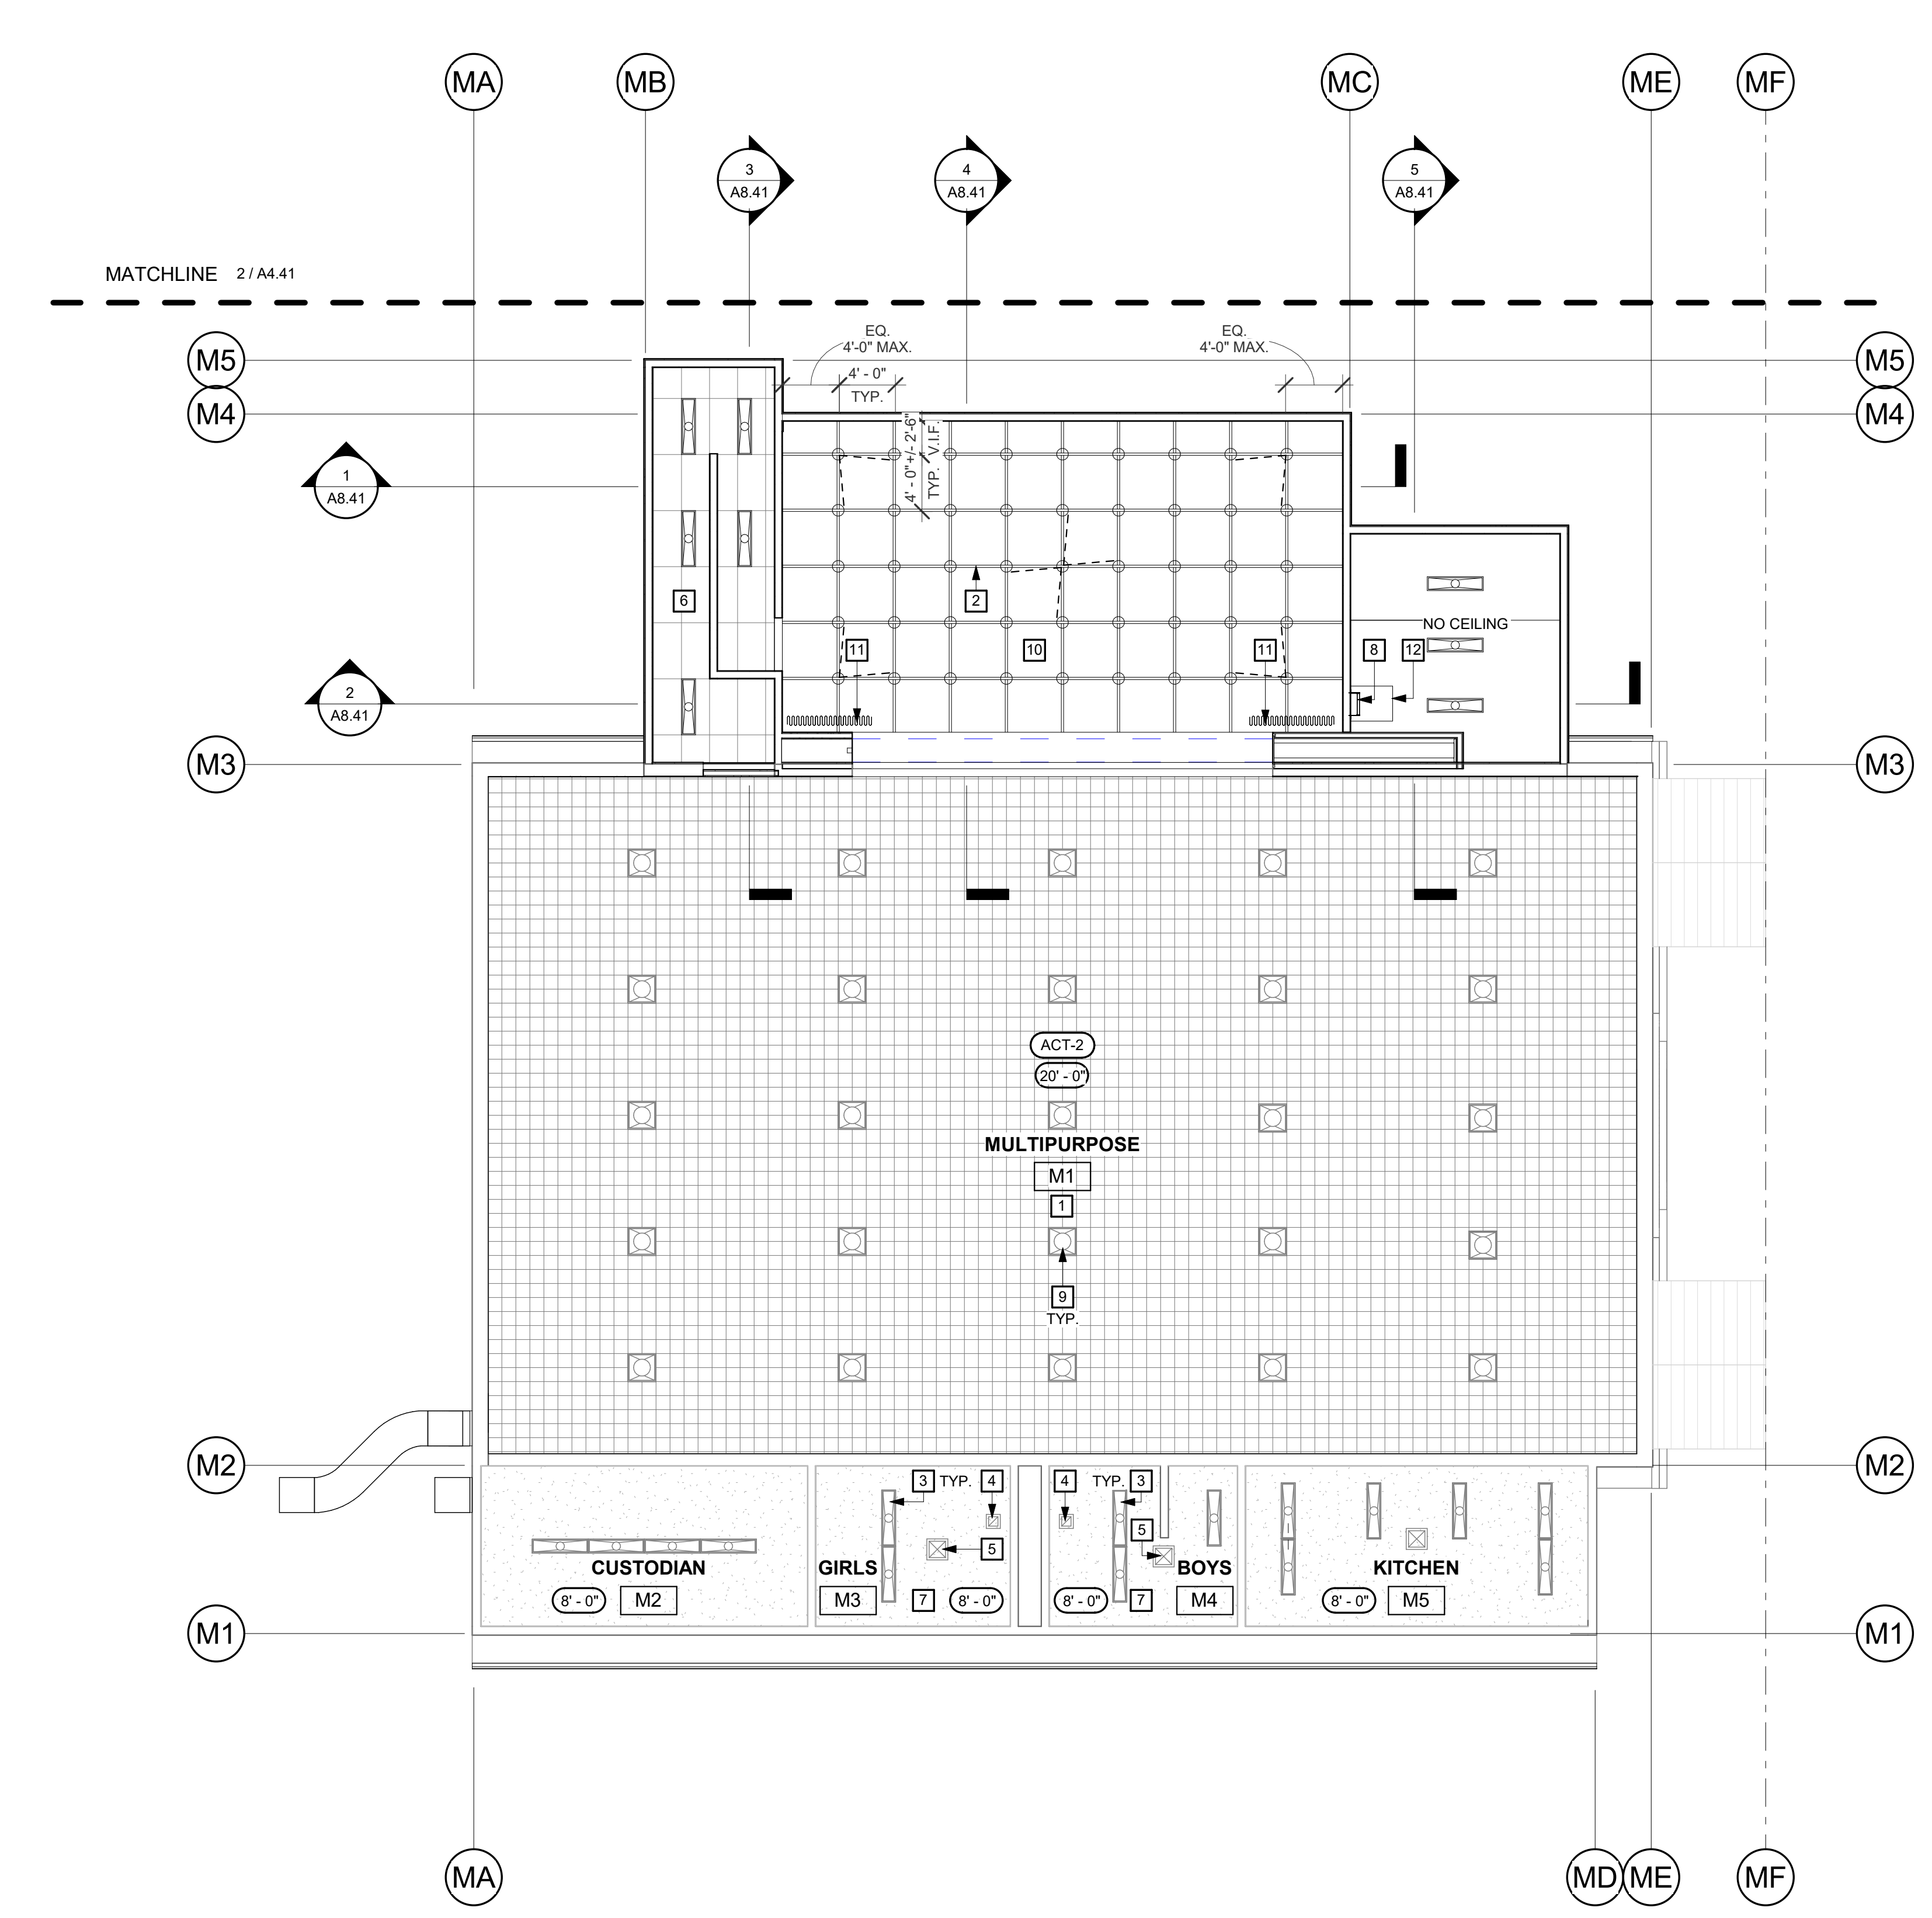 MA
MB
MC
ME
MF
3
A8.41
4
A8.41
5
A8.41
MATCHLINE 2 / A4.41
EQ.
4'-0" MAX.
EQ.
4'-0" MAX.
M5
M5
4' - 0"
TYP.
M4
M4
+/- 2'-6"
V.I.F.
4' - 0"
TYP.
1
A8.41
6
2
NO CEILING
11
10
11
8
12
2
A8.41
M3
M3
ACT-2
20' - 0"
MULTIPURPOSE
M1
1
9
TYP.
M2
M2
3 TYP. 4
4 TYP. 3
5
5
CUSTODIAN
GIRLS
BOYS
KITCHEN
8' - 0" M2
M3 7 8' - 0"
8' - 0" 7 M4
8' - 0" M5
M1
M1
MA
MD
ME
MF